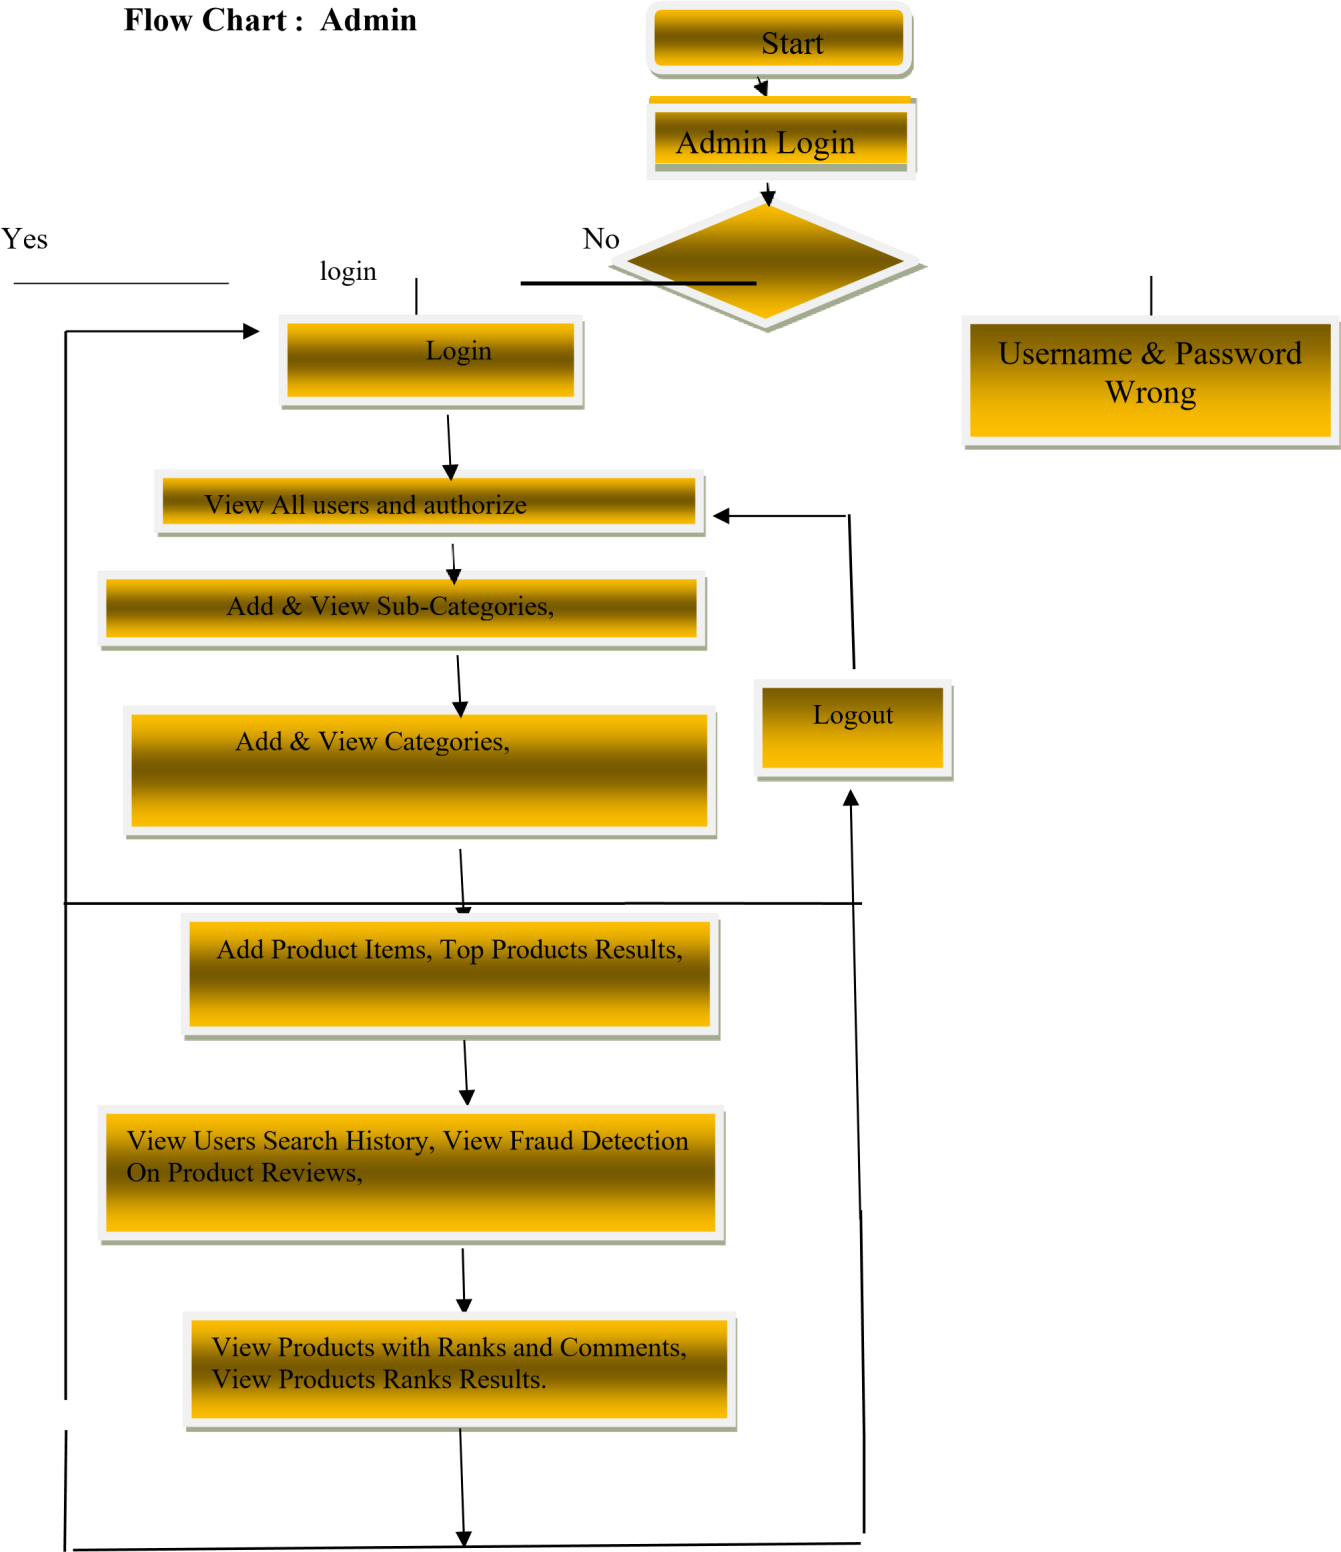 Flow Chart : Admin
Start
Admin Login
Yes
No
login
Login
Username & Password
Wrong
View All users and authorize
Add & View Sub-Categories,
Logout
Add & View Categories,
Add Product Items, Top Products Results,
View Users Search History, View Fraud Detection
On Product Reviews,
View Products with Ranks and Comments,
View Products Ranks Results.